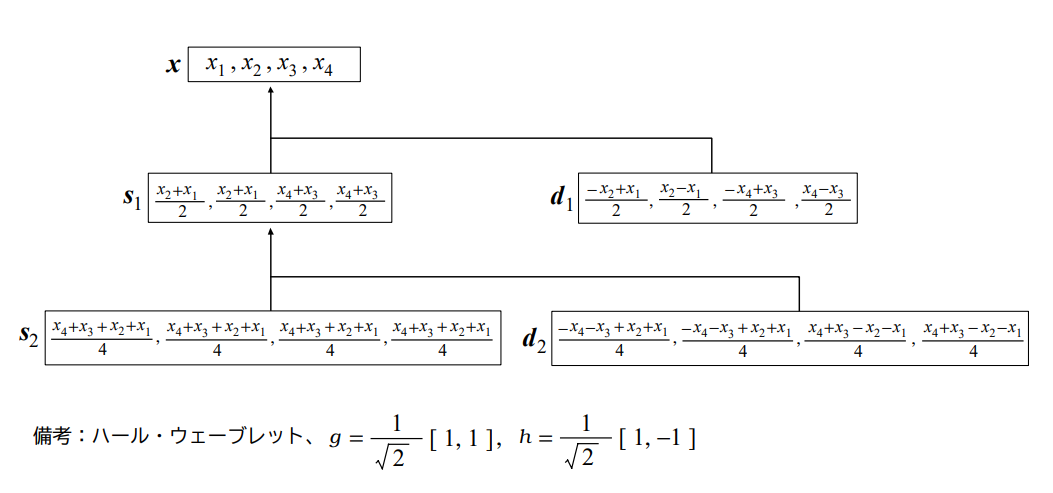 x x₁ , x₂ , x₃ , x₄
s₁ (x₂+x₁)/2 , (x₂+x₁)/2 , (x₄+x₃)/2 , (x₄+x₃)/2
d₁ (−x₂+x₁)/2 , (x₂−x₁)/2 , (−x₄+x₃)/2 , (x₄−x₃)/2
s₂ (x₄+x₃+x₂+x₁)/4 , (x₄+x₃+x₂+x₁)/4 , (x₄+x₃+x₂+x₁)/4 , (x₄+x₃+x₂+x₁)/4
d₂ (−x₄−x₃+x₂+x₁)/4 , (−x₄−x₃+x₂+x₁)/4 , (x₄+x₃−x₂−x₁)/4 , (x₄+x₃−x₂−x₁)/4
備考：ハール・ウェーブレット、 g = 1/√2 [ 1, 1 ], h = 1/√2 [ 1, −1 ]